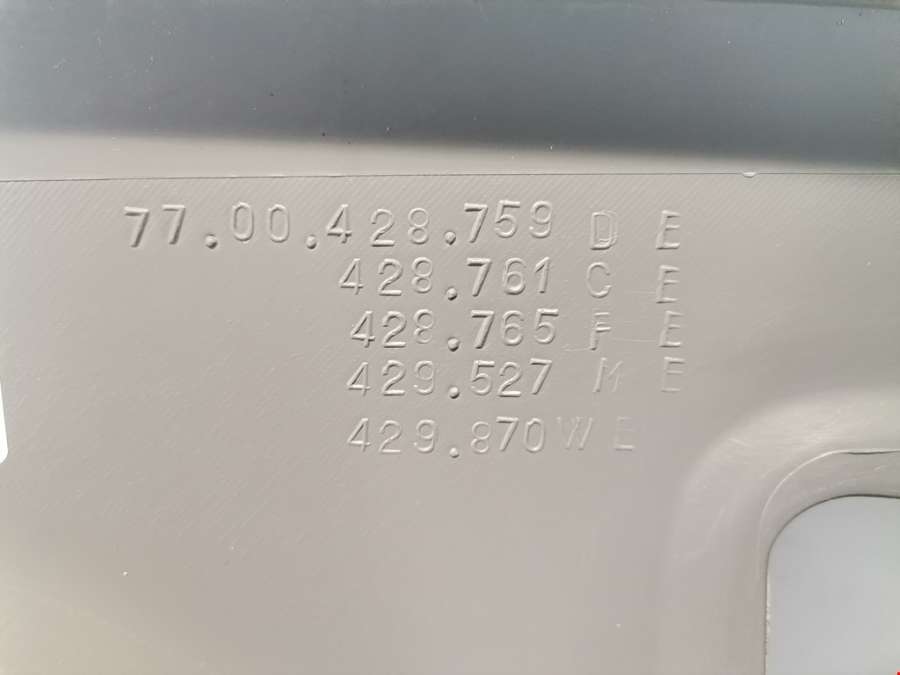 77.00.428.759 D E
428.761 C E
428.765 F E
429.527 M E
429.870 W E